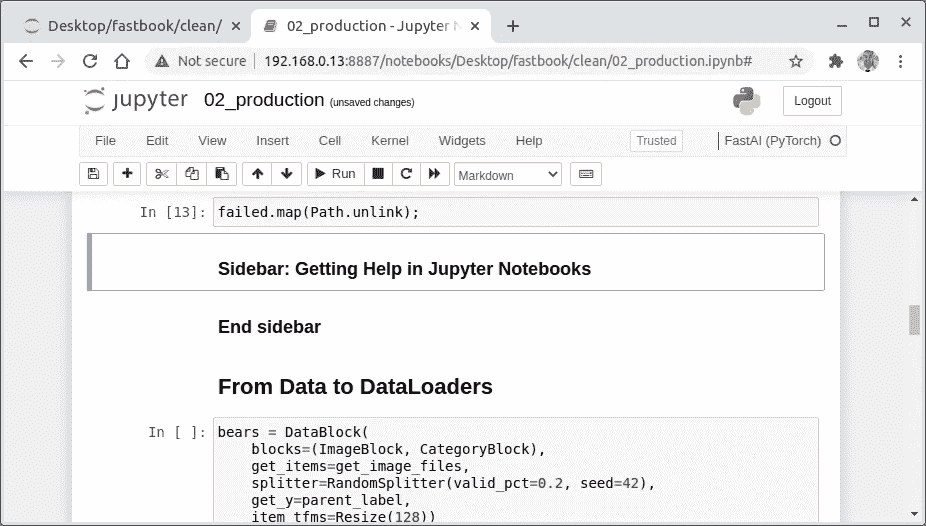 Desktop/fastbook/clean/
02_production - Jupyter N
Not secure
192.168.0.13:8887/notebooks/Desktop/fastbook/clean/02_production.ipynb#
jupyter 02_production (unsaved changes)
Logout
File Edit View Insert Cell Kernel Widgets Help
Trusted
FastAI (PyTorch)
Run
Markdown
In [13]: failed.map(Path.unlink);
Sidebar: Getting Help in Jupyter Notebooks
End sidebar
From Data to DataLoaders
In [ ]: bears = DataBlock(
    blocks=(ImageBlock, CategoryBlock),
    get_items=get_image_files,
    splitter=RandomSplitter(valid_pct=0.2, seed=42),
    get_y=parent_label,
    item_tfms=Resize(128))